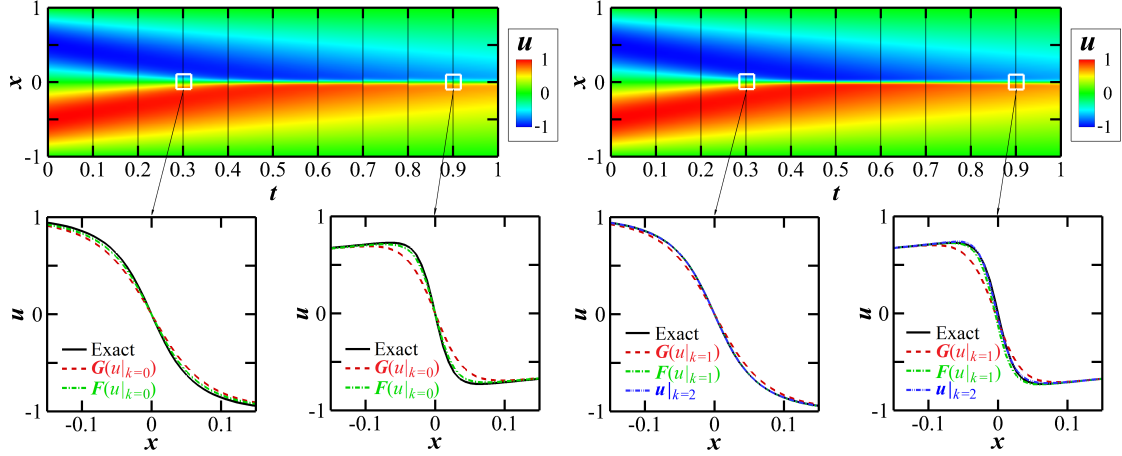 x
1
0
-1
0 0.1 0.2 0.3 0.4 0.5 0.6 0.7 0.8 0.9 1
t
u
1
0
-1
x
1
0
-1
0 0.1 0.2 0.3 0.4 0.5 0.6 0.7 0.8 0.9 1
t
u
1
0
-1
u
1
0
-1
Exact
G(u|k=0)
F(u|k=0)
-0.1 0 0.1
x
u
1
0
-1
Exact
G(u|k=0)
F(u|k=0)
-0.1 0 0.1
x
u
1
0
-1
Exact
G(u|k=1)
F(u|k=1)
u|k=2
-0.1 0 0.1
x
u
1
0
-1
Exact
G(u|k=1)
F(u|k=1)
u|k=2
-0.1 0 0.1
x